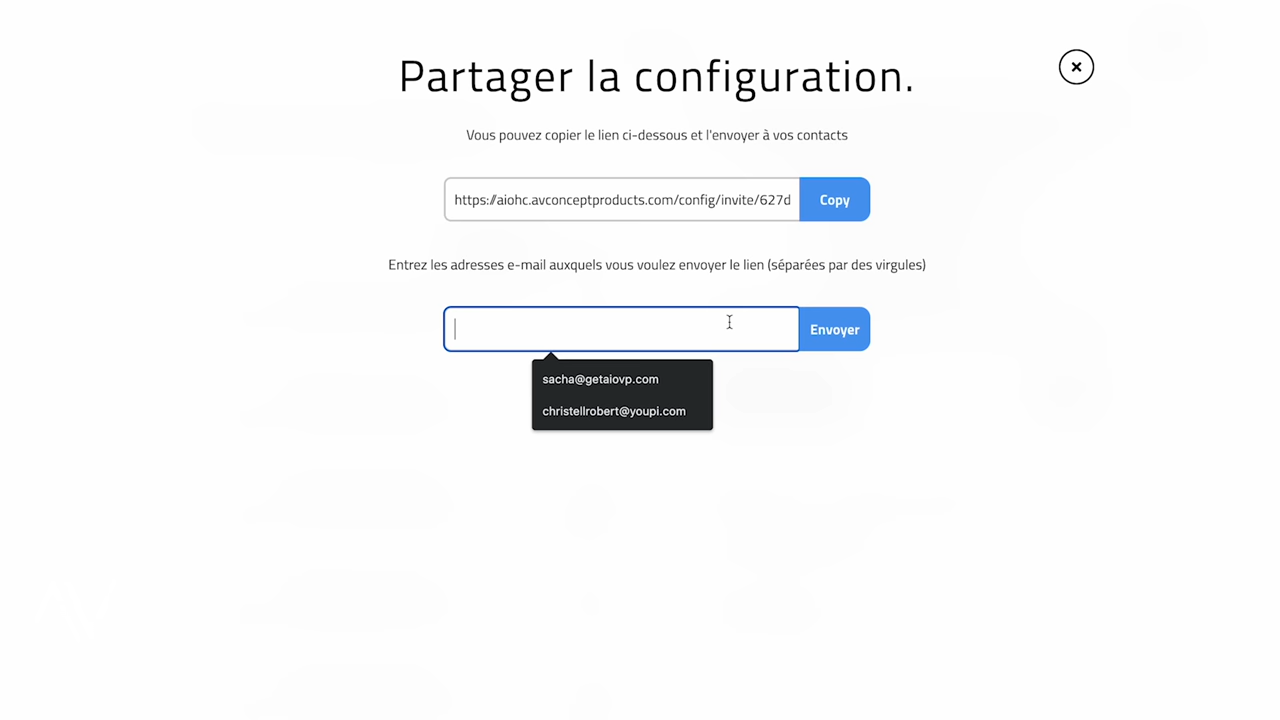 Partager la configuration.
Vous pouvez copier le lien ci-dessous et l'envoyer à vos contacts
https://aiohc.avconceptproducts.com/config/invite/627d
Copy
Entrez les adresses e-mail auxquels vous voulez envoyer le lien (séparées par des virgules)
Envoyer
sacha@getaiovp.com
christellrobert@youpi.com